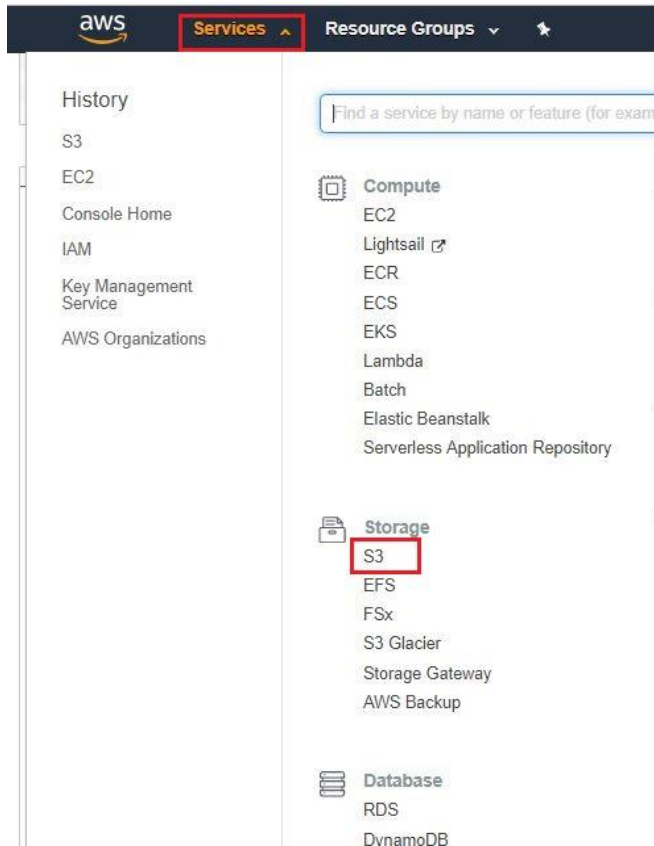 aws
Services
Resource Groups
History
S3
EC2
Console Home
IAM
Key Management
Service
AWS Organizations
Find a service by name or feature (for exam
Compute
EC2
Lightsail
ECR
ECS
EKS
Lambda
Batch
Elastic Beanstalk
Serverless Application Repository
Storage
S3
EFS
FSx
S3 Glacier
Storage Gateway
AWS Backup
Database
RDS
DynamoDB